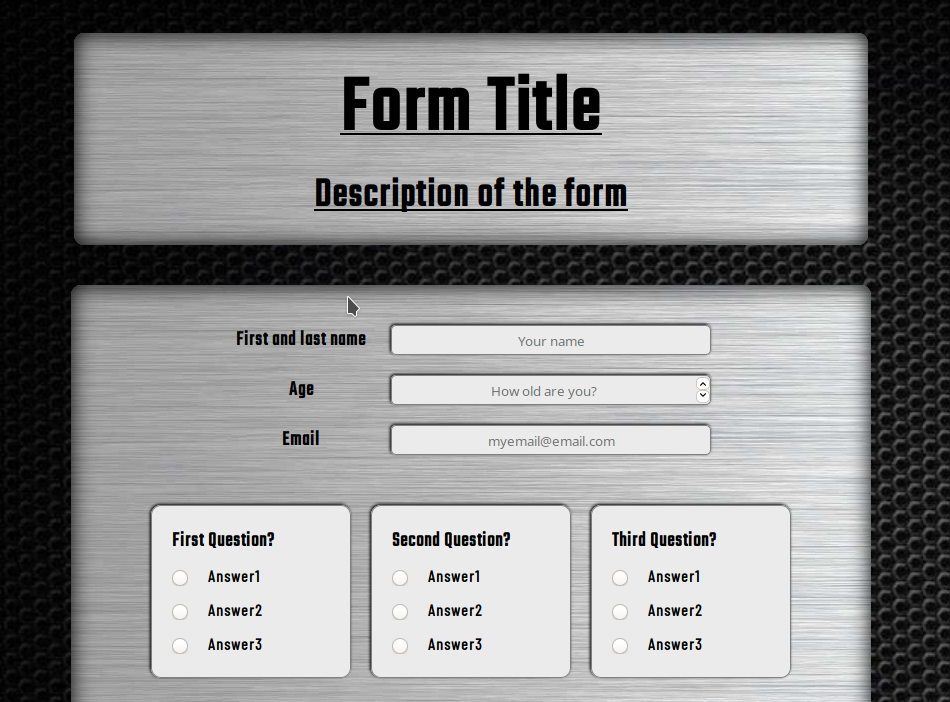 Form Title
Description of the form
First and last name Your name
Age How old are you?
Email myemail@email.com
First Question? Second Question? Third Question?
Answer1 Answer1 Answer1
Answer2 Answer2 Answer2
Answer3 Answer3 Answer3